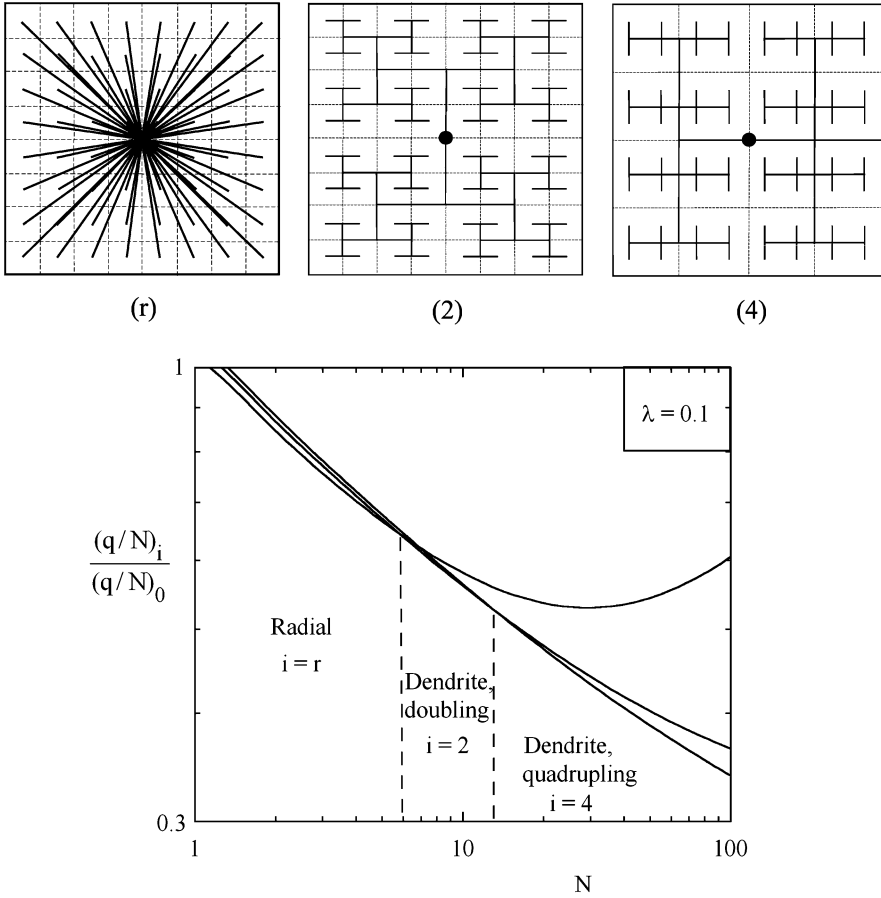 (r)
(2)
(4)
1
λ = 0.1
(q / N)i
(q / N)0
Radial
i = r
Dendrite,
doubling
i = 2
Dendrite,
quadrupling
i = 4
0.3
1
10
100
N